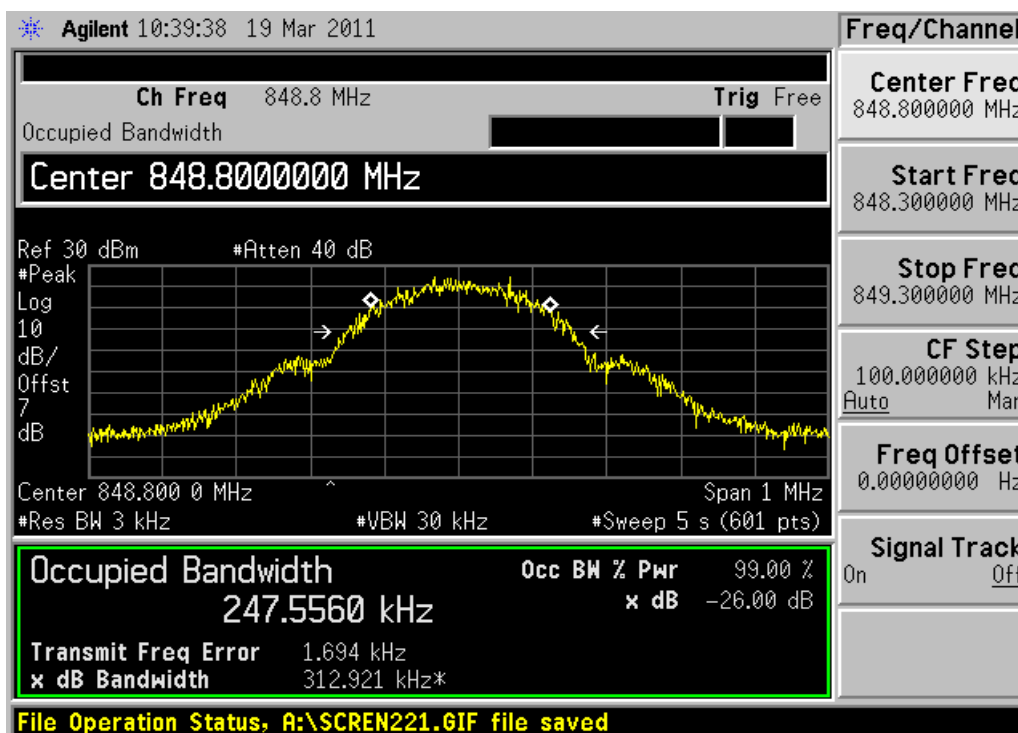 Agilent 10:39:38 19 Mar 2011
Ch Freq 848.8 MHz Trig Free
Occupied Bandwidth
Center 848.8000000 MHz
Ref 30 dBm #Atten 40 dB
#Peak
Log
10
dB/
Offst
7
dB
Center 848.800 0 MHz Span 1 MHz
#Res BW 3 kHz #VBW 30 kHz #Sweep 5 s (601 pts)
Occupied Bandwidth
247.5560 kHz
Occ BW % Pwr 99.00 %
x dB -26.00 dB
Transmit Freq Error 1.694 kHz
x dB Bandwidth 312.921 kHz*
File Operation Status, A:\SCREN221.GIF file saved
Freq/Channel
Center Freq
848.800000 MHz
Start Freq
848.300000 MHz
Stop Freq
849.300000 MHz
CF Step
100.000000 kHz
Auto Man
Freq Offset
0.00000000 Hz
Signal Track
On Off